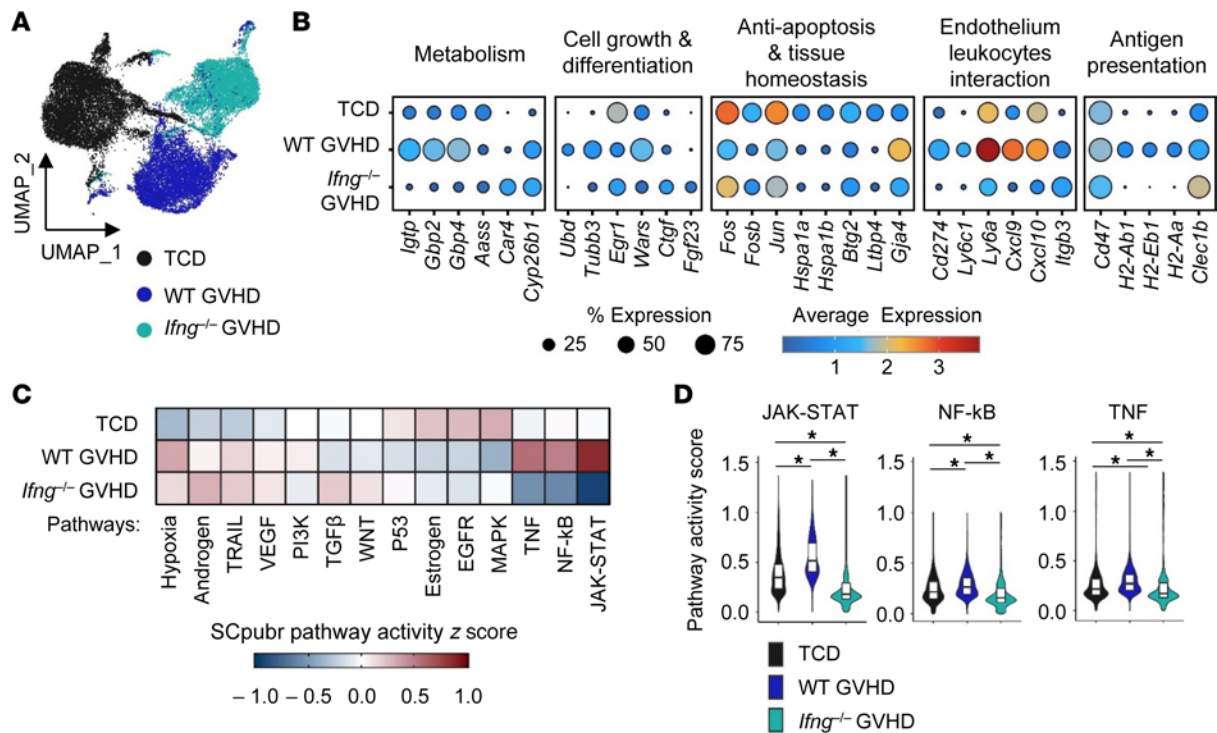 A
UMAP_2
UMAP_1
TCD
WT GVHD
Ifng–/– GVHD
B
Metabolism
Cell growth &
differentiation
Anti-apoptosis
& tissue
homeostasis
Endothelium
leukocytes
interaction
Antigen
presentation
TCD
WT GVHD
Ifng–/–
GVHD
Igtp
Gbp2
Gbp4
Aass
Car4
Cyp26b1
Ubd
Tubb3
Egr1
Wars
Ctgf
Fgf23
Fos
Fosb
Jun
Hspa1a
Hspa1b
Btg2
Ltbp4
Gja4
Cd274
Ly6c1
Ly6a
Cxcl9
Cxcl10
Itgb3
Cd47
H2-Ab1
H2-Eb1
H2-Aa
Clec1b
% Expression
25 50 75
Average Expression
1 2 3
C
TCD
WT GVHD
Ifng–/– GVHD
Pathways:
Hypoxia
Androgen
TRAIL
VEGF
PI3K
TGFβ
WNT
P53
Estrogen
EGFR
MAPK
TNF
NF-kB
JAK-STAT
SCpubr pathway activity z score
– 1.0 – 0.5 0.0 0.5 1.0
D
JAK-STAT
NF-kB
TNF
Pathway activity score
* * *
* * *
* * *
1.5
1.0
0.5
0.0
1.5
1.0
0.5
0.0
1.5
1.0
0.5
0.0
TCD
WT GVHD
Ifng–/– GVHD